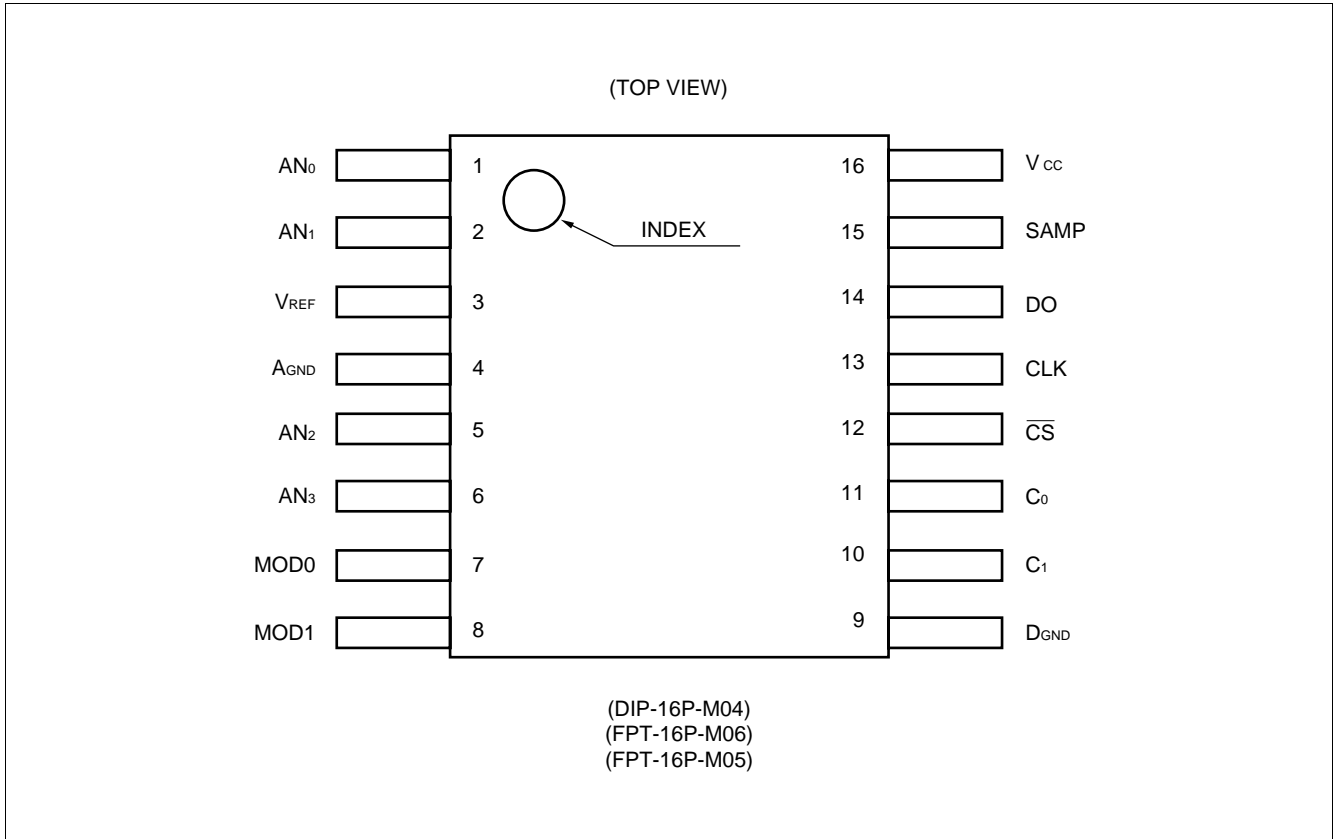 (TOP VIEW)
AN₀ 1 16 V CC
AN₁ 2 INDEX 15 SAMP
VREF 3 14 DO
AGND 4 13 CLK
AN₂ 5 12 C̅S̅
AN₃ 6 11 C₀
MOD0 7 10 C₁
MOD1 8 9 DGND
(DIP-16P-M04)
(FPT-16P-M06)
(FPT-16P-M05)